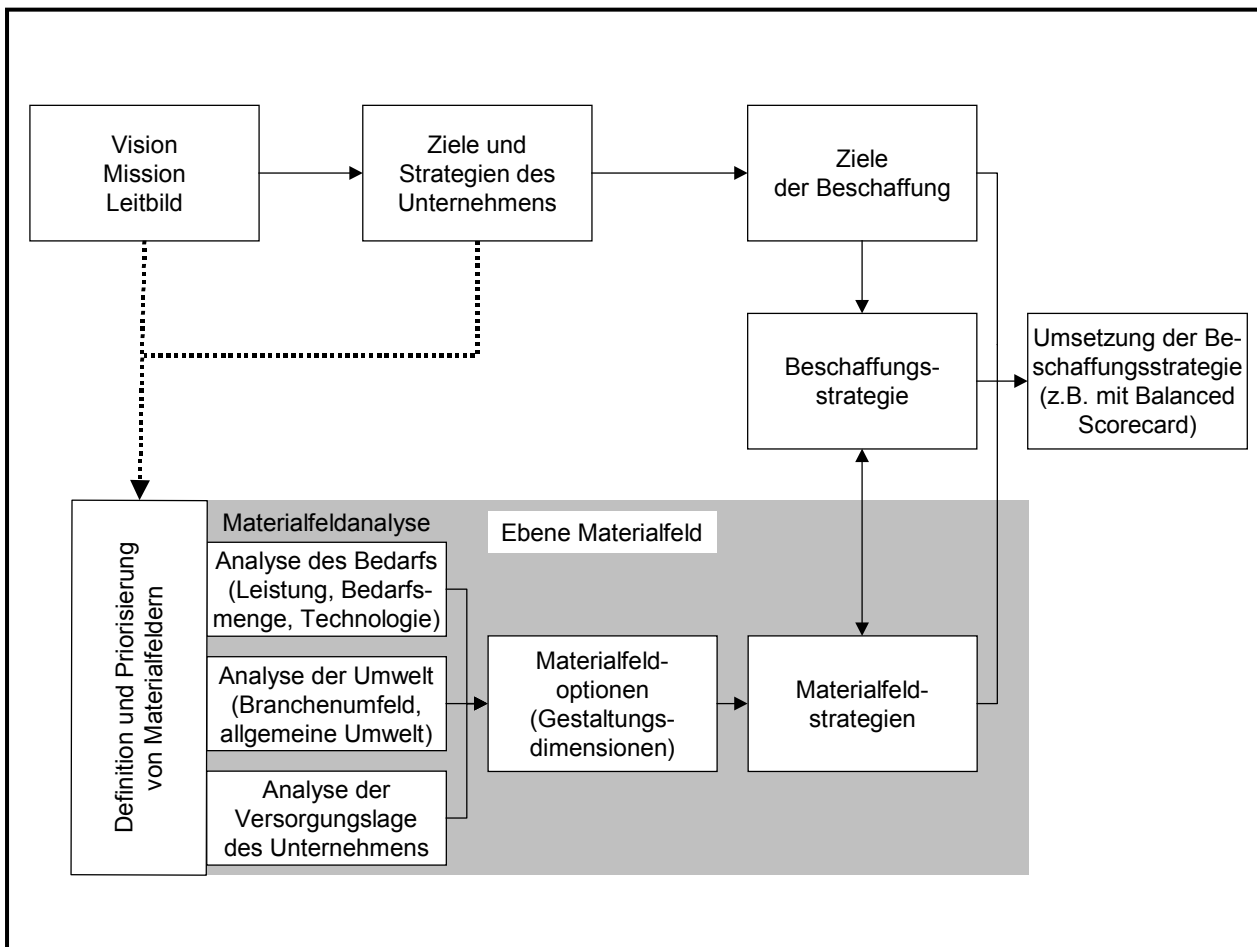 Vision
Mission
Leitbild
Ziele und
Strategien des
Unternehmens
Ziele
der Beschaffung
Beschaffungs-
strategie
Umsetzung der Be-
schaffungsstrategie
(z.B. mit Balanced
Scorecard)
Definition und Priorisierung
von Materialfeldern
Materialfeldanalyse
Ebene Materialfeld
Analyse des Bedarfs
(Leistung, Bedarfs-
menge, Technologie)
Analyse der Umwelt
(Branchenumfeld,
allgemeine Umwelt)
Analyse der
Versorgungslage
des Unternehmens
Materialfeld-
optionen
(Gestaltungs-
dimensionen)
Materialfeld-
strategien